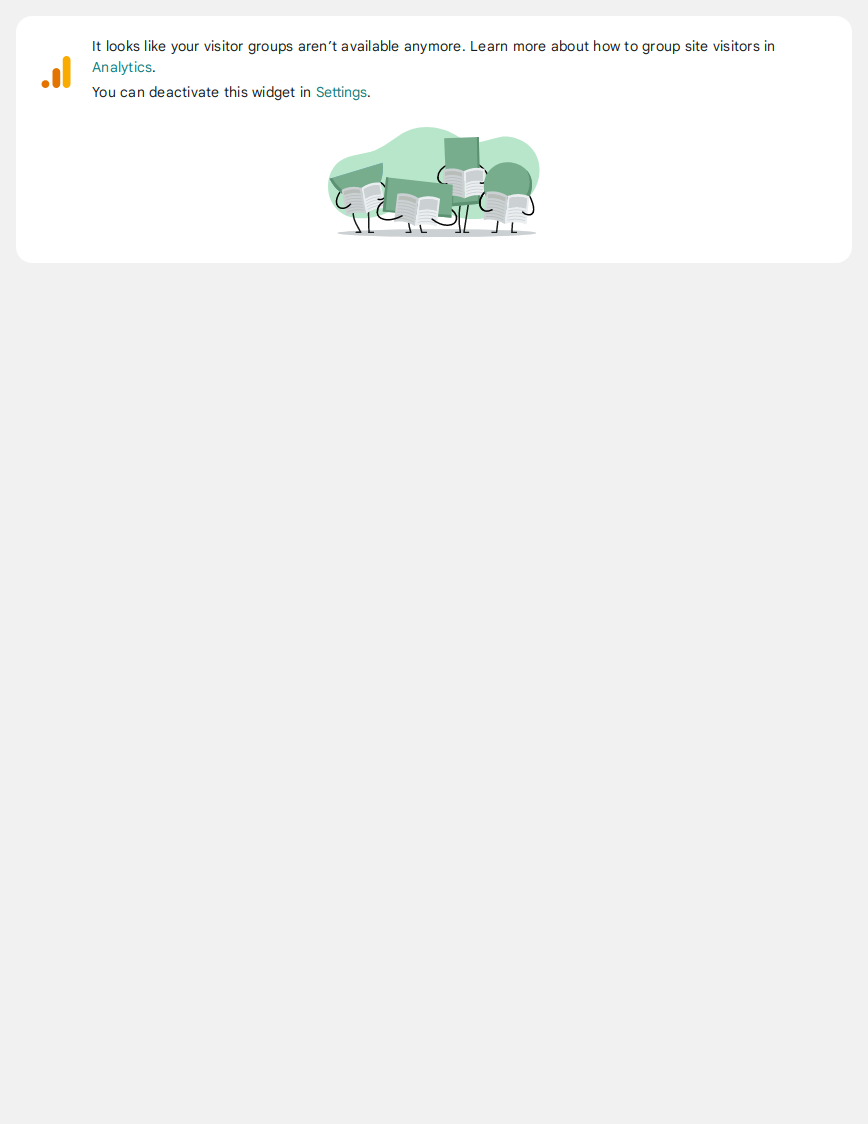 It looks like your visitor groups aren’t available anymore. Learn more about how to group site visitors in
Analytics.
You can deactivate this widget in Settings.